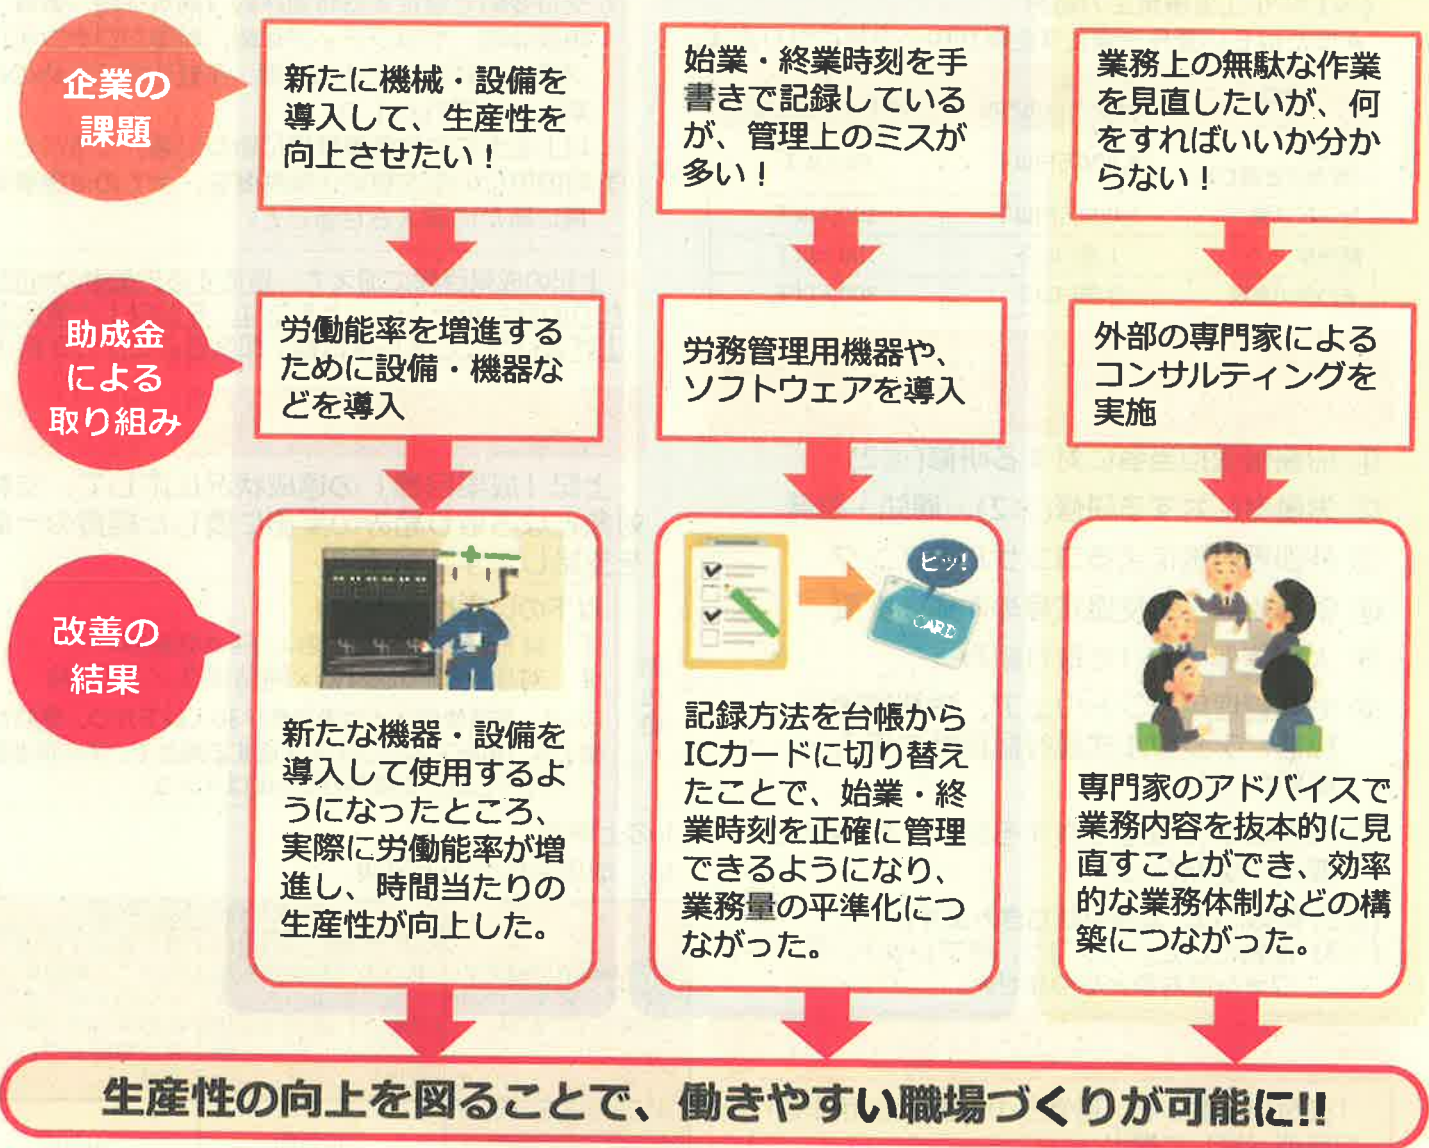 企業の
課題
新たに機械・設備を
導入して、生産性を
向上させたい！
始業・終業時刻を手
書きで記録している
が、管理上のミスが
多い！
業務上の無駄な作業
を見直したいが、何
をすればいいか分か
らない！
助成金
による
取り組み
労働能率を増進する
ために設備・機器な
どを導入
労務管理用機器や、
ソフトウェアを導入
外部の専門家による
コンサルティングを
実施
改善の
結果
新たな機器・設備を
導入して使用するよ
うになったところ、
実際に労働能率が増
進し、時間当たりの
生産性が向上した。
ピッ!
CARD
記録方法を台帳から
ICカードに切り替え
たことで、始業・終
業時刻を正確に管理
できるようになり、
業務量の平準化につ
ながった。
専門家のアドバイスで
業務内容を抜本的に見
直すことができ、効率
的な業務体制などの構
築につながった。
生産性の向上を図ることで、働きやすい職場づくりが可能に!!